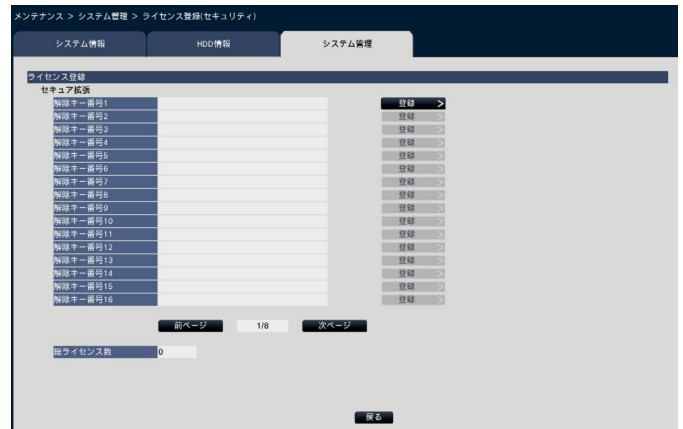 メンテナンス > システム管理 > ライセンス登録(セキュリティ)
システム情報 HDD情報 システム管理
ライセンス登録
セキュア拡張
解除キー番号1 登録 >
解除キー番号2 登録 >
解除キー番号3 登録 >
解除キー番号4 登録 >
解除キー番号5 登録 >
解除キー番号6 登録 >
解除キー番号7 登録 >
解除キー番号8 登録 >
解除キー番号9 登録 >
解除キー番号10 登録 >
解除キー番号11 登録 >
解除キー番号12 登録 >
解除キー番号13 登録 >
解除キー番号14 登録 >
解除キー番号15 登録 >
解除キー番号16 登録 >
前ページ 1/8 次ページ
総ライセンス数 0
戻る